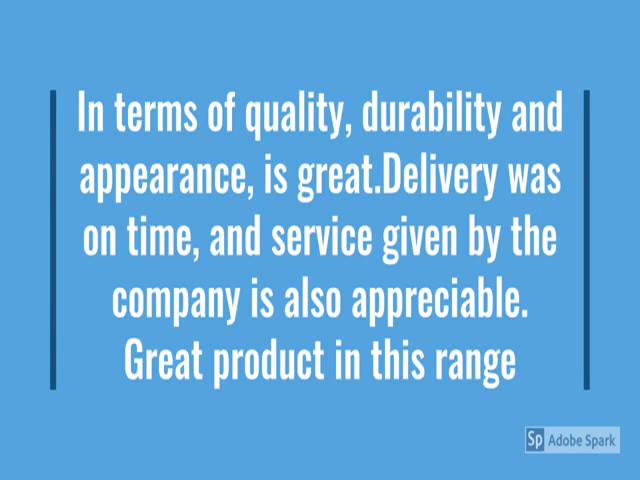 In terms of quality, durability and
appearance, is great.Delivery was
on time, and service given by the
company is also appreciable.
Great product in this range
Sp Adobe Spark